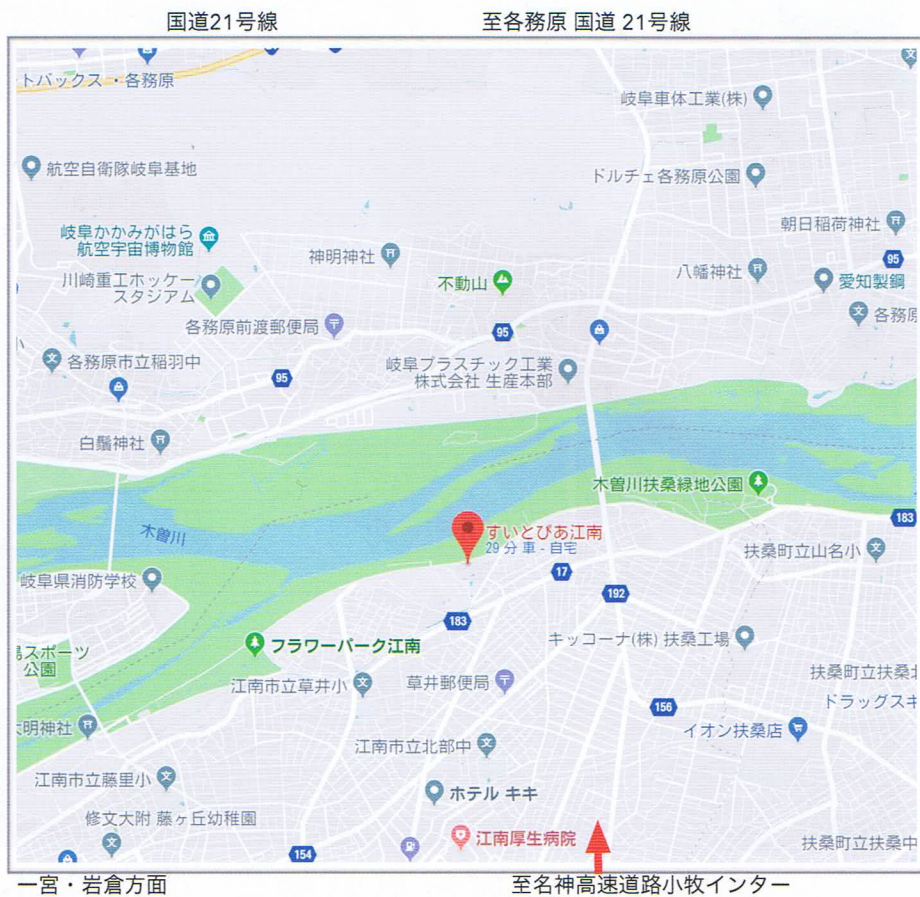 国道21号線
至各務原 国道 21号線
トバックス・各務原
岐阜車体工業(株)
航空自衛隊岐阜基地
ドルチェ各務原公園
岐阜かかみがはら
航空宇宙博物館
朝日稲荷神社
神明神社
八幡神社
95
川崎重工ホッケー
スタジアム
不動山
愛知製鋼
各務原前渡郵便局
95
各務原
各務原市立稲羽中
95
岐阜プラスチック工業
株式会社 生産本部
白鬚神社
木曽川扶桑緑地公園
183
木曽川
すいとぴあ江南
29 分 車 - 自宅
扶桑町立山名小
岐阜県消防学校
17
192
183
フラワーパーク江南
キッコーナ(株) 扶桑工場
島スポーツ
公園
江南市立草井小
草井郵便局
扶桑町立扶桑北
ドラッグスギ
156
大明神社
イオン扶桑店
江南市立北部中
江南市立藤里小
ホテル キキ
修文大附 藤ヶ丘幼稚園
江南厚生病院
扶桑町立扶桑中
154
一宮・岩倉方面
至名神高速道路小牧インター